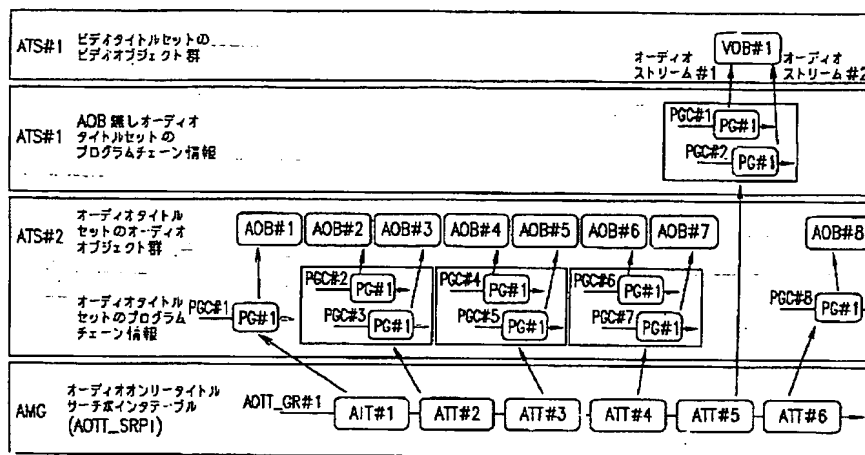 ATS#1 ビデオタイトルセットの
ビデオオブジェクト群
VOB#1
オーディオ
ストリーム#1
オーディオ
ストリーム#2
ATS#1 AOB 無しオーディオ
タイトルセットの
プログラムチェーン情報
PGC#1 PG#1
PGC#2 PG#1
ATS#2 オーディオタイトル
セットのオーディオ
オブジェクト群
AOB#1 AOB#2 AOB#3 AOB#4 AOB#5 AOB#6 AOB#7 AOB#8
オーディオタイトル
セットのプログラム
チェーン情報
PGC#1 PG#1
PGC#2 PG#1
PGC#3 PG#1
PGC#4 PG#1
PGC#5 PG#1
PGC#6 PG#1
PGC#7 PG#1
PGC#8 PG#1
AMG オーディオオンリータイトル
サーチポインタテーブル
(AOTT_SRPI)
AOTT_GR#1 ATT#1 ATT#2 ATT#3 ATT#4 ATT#5 ATT#6